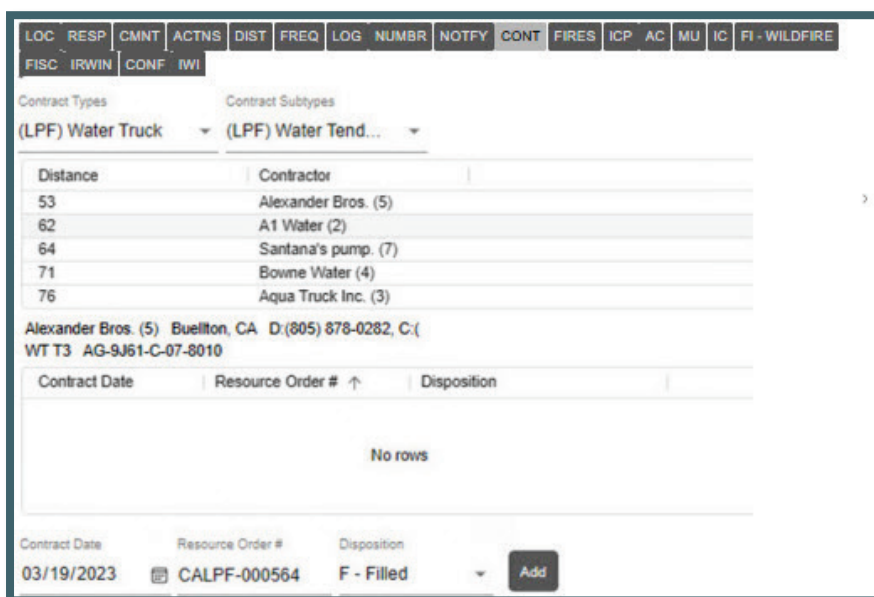 LOC RESP CMNT ACTNS DIST FREQ LOG NUMBR NOTFY CONT FIRES ICP AC MU IC FI - WILDFIRE
FISC IRWIN CONF IWI
Contract Types Contract Subtypes
(LPF) Water Truck (LPF) Water Tend...
Distance Contractor
53 Alexander Bros. (5)
62 A1 Water (2)
64 Santana's pump. (7)
71 Bowne Water (4)
76 Aqua Truck Inc. (3)
Alexander Bros. (5) Buellton, CA D:(805) 878-0282, C:(
WT T3 AG-9J61-C-07-8010
Contract Date Resource Order # ↑ Disposition
No rows
Contract Date Resource Order # Disposition
03/19/2023 CALPF-000564 F - Filled Add